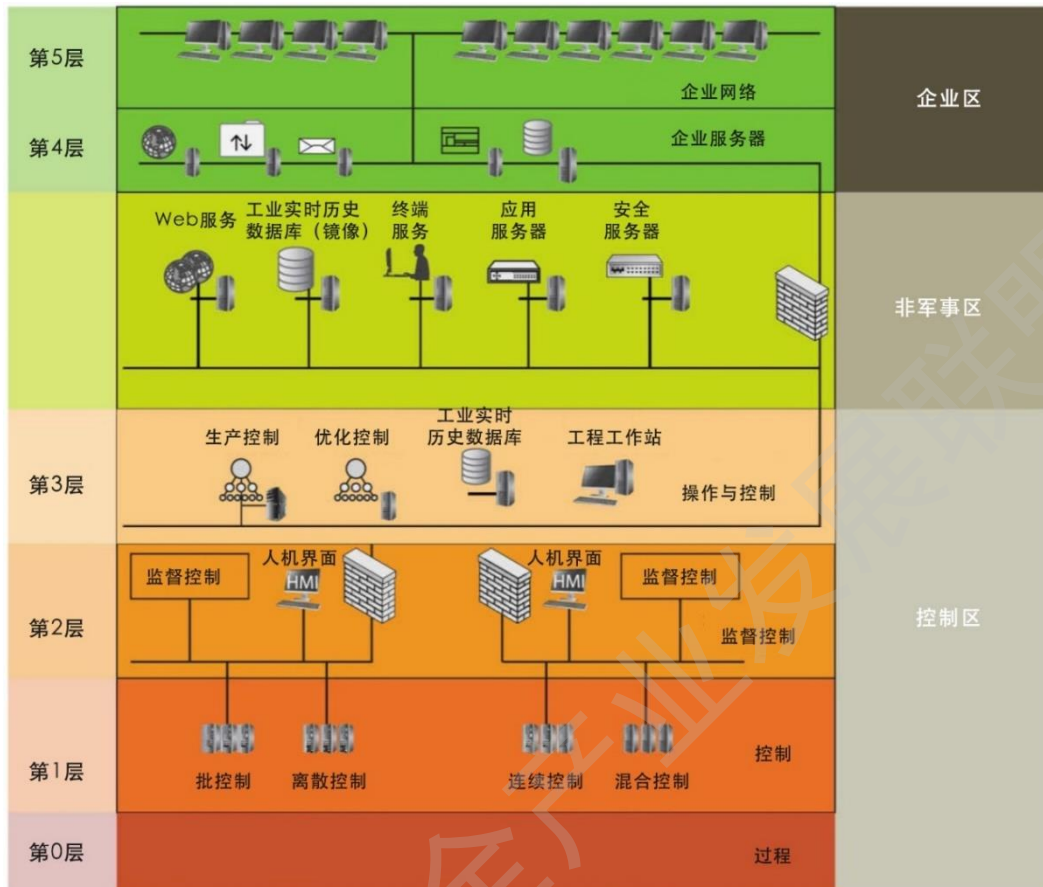 第5层
企业网络
企业区
第4层
企业服务器
Web服务
工业实时历史
数据库（镜像）
终端
服务
应用
服务器
安全
服务器
非军事区
第3层
生产控制
优化控制
工业实时
历史数据库
工程工作站
操作与控制
第2层
监督控制
人机界面
HMI
人机界面
HMI
监督控制
监督控制
控制区
第1层
批控制
离散控制
连续控制
混合控制
控制
第0层
过程
全产业发展联盟